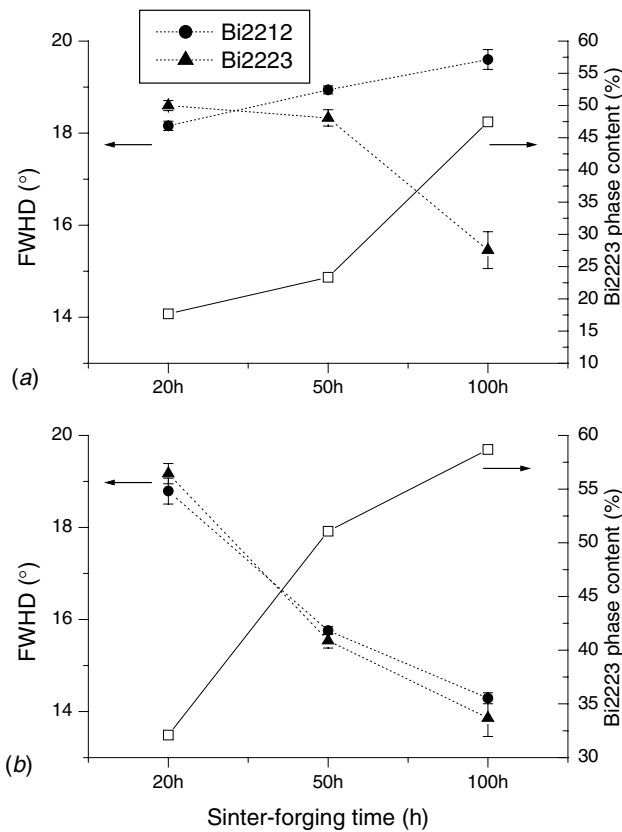 Bi2212
Bi2223
20
18
16
14
FWHD (°)
60
55
50
45
40
35
30
25
20
15
10
Bi2223 phase content (%)
20h
50h
100h
(a)
20
18
16
14
FWHD (°)
60
55
50
45
40
35
30
Bi2223 phase content (%)
20h
50h
100h
(b)
Sinter-forging time (h)